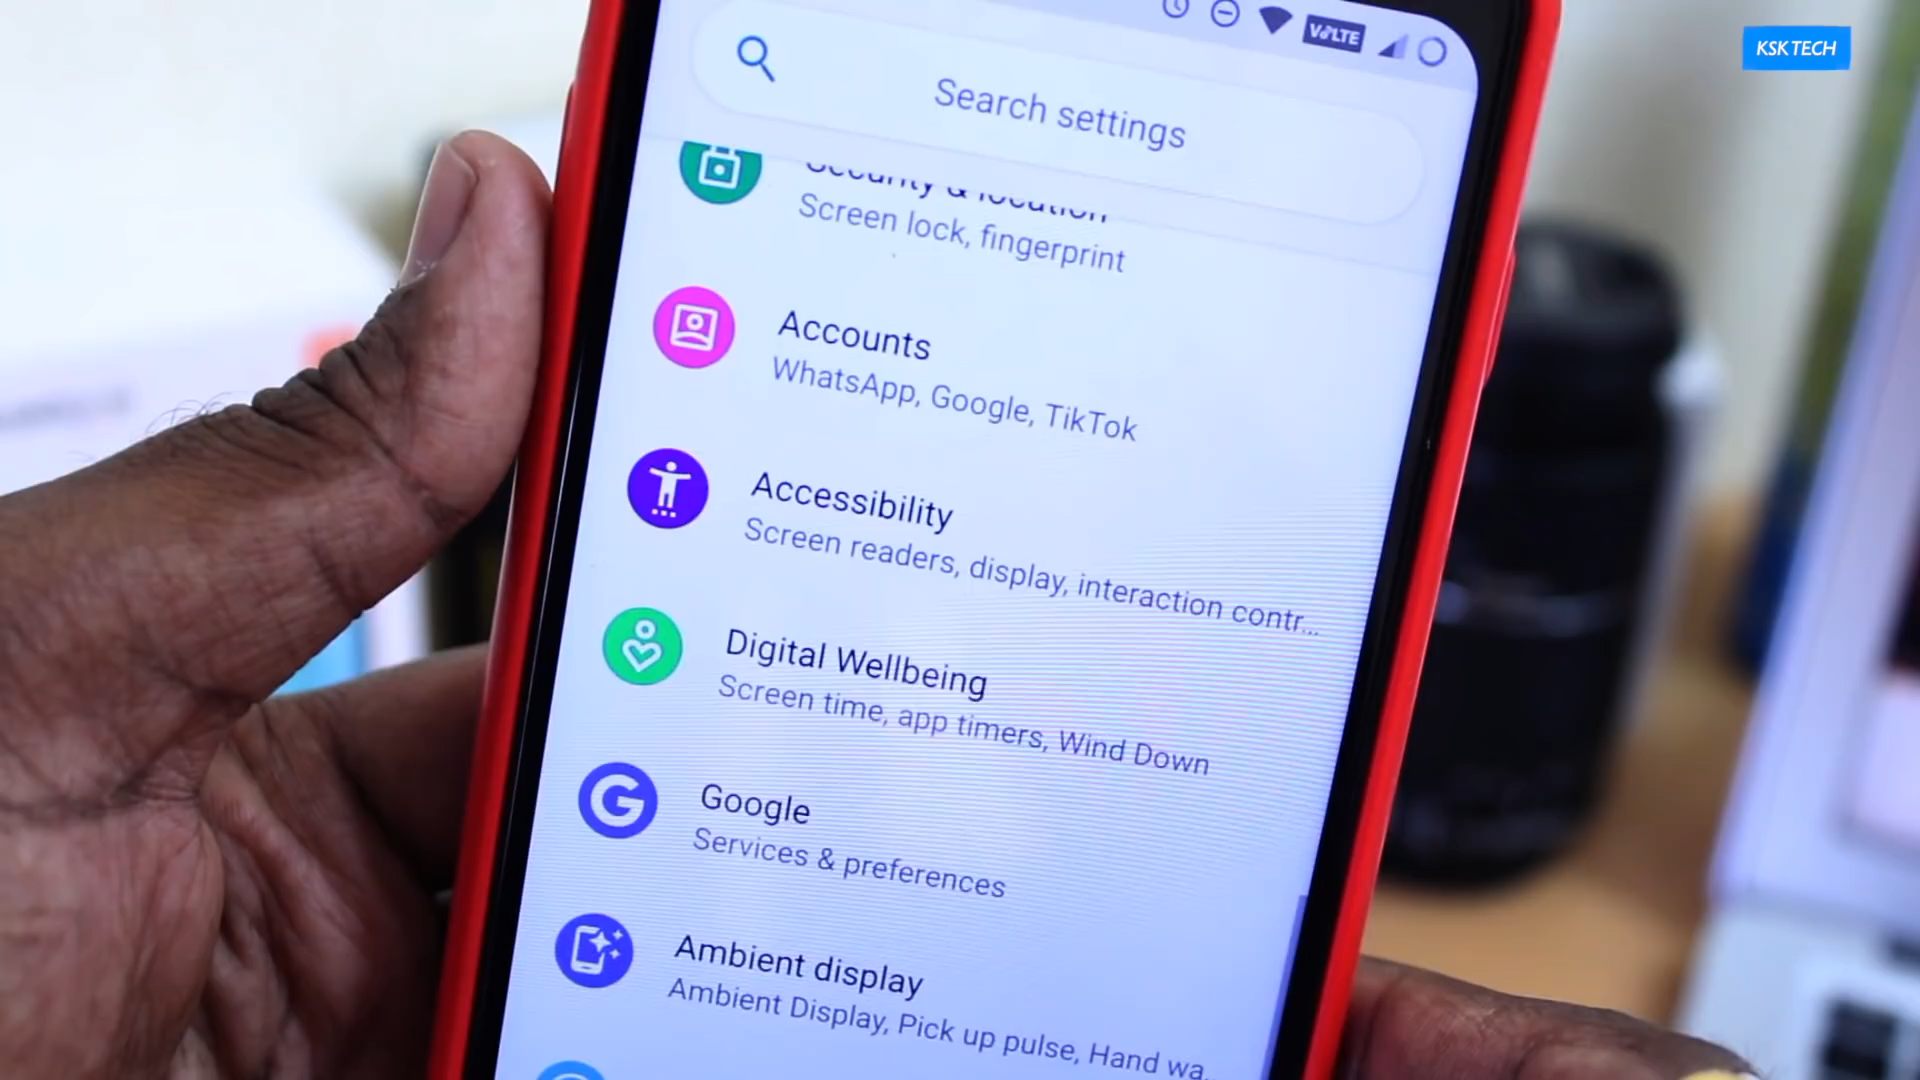 KSK TECH
VoLTE
Search settings
Security & location
Screen lock, fingerprint
Accounts
WhatsApp, Google, TikTok
Accessibility
Screen readers, display, interaction contr...
Digital Wellbeing
Screen time, app timers, Wind Down
Google
Services & preferences
Ambient display
Ambient Display, Pick up pulse, Hand wa...